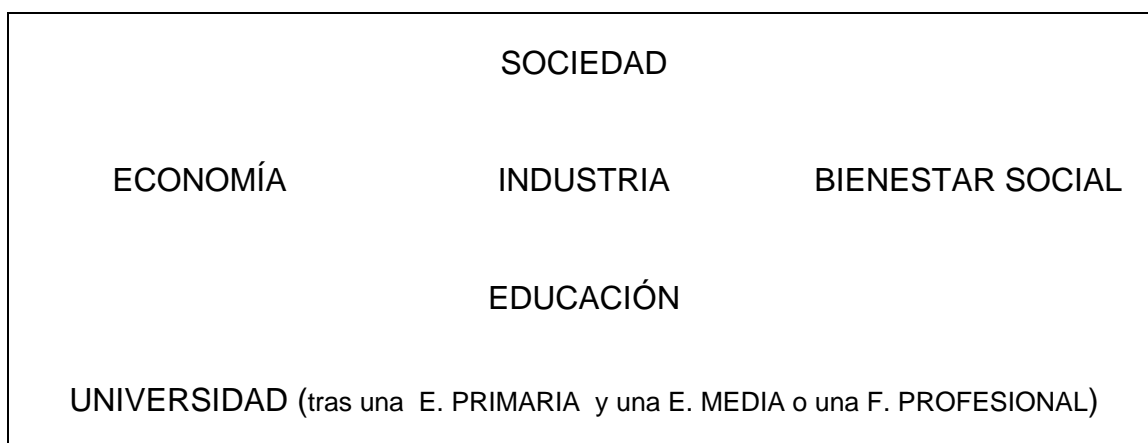 SOCIEDAD
ECONOMÍA INDUSTRIA BIENESTAR SOCIAL
EDUCACIÓN
UNIVERSIDAD (tras una E. PRIMARIA y una E. MEDIA o una F. PROFESIONAL)